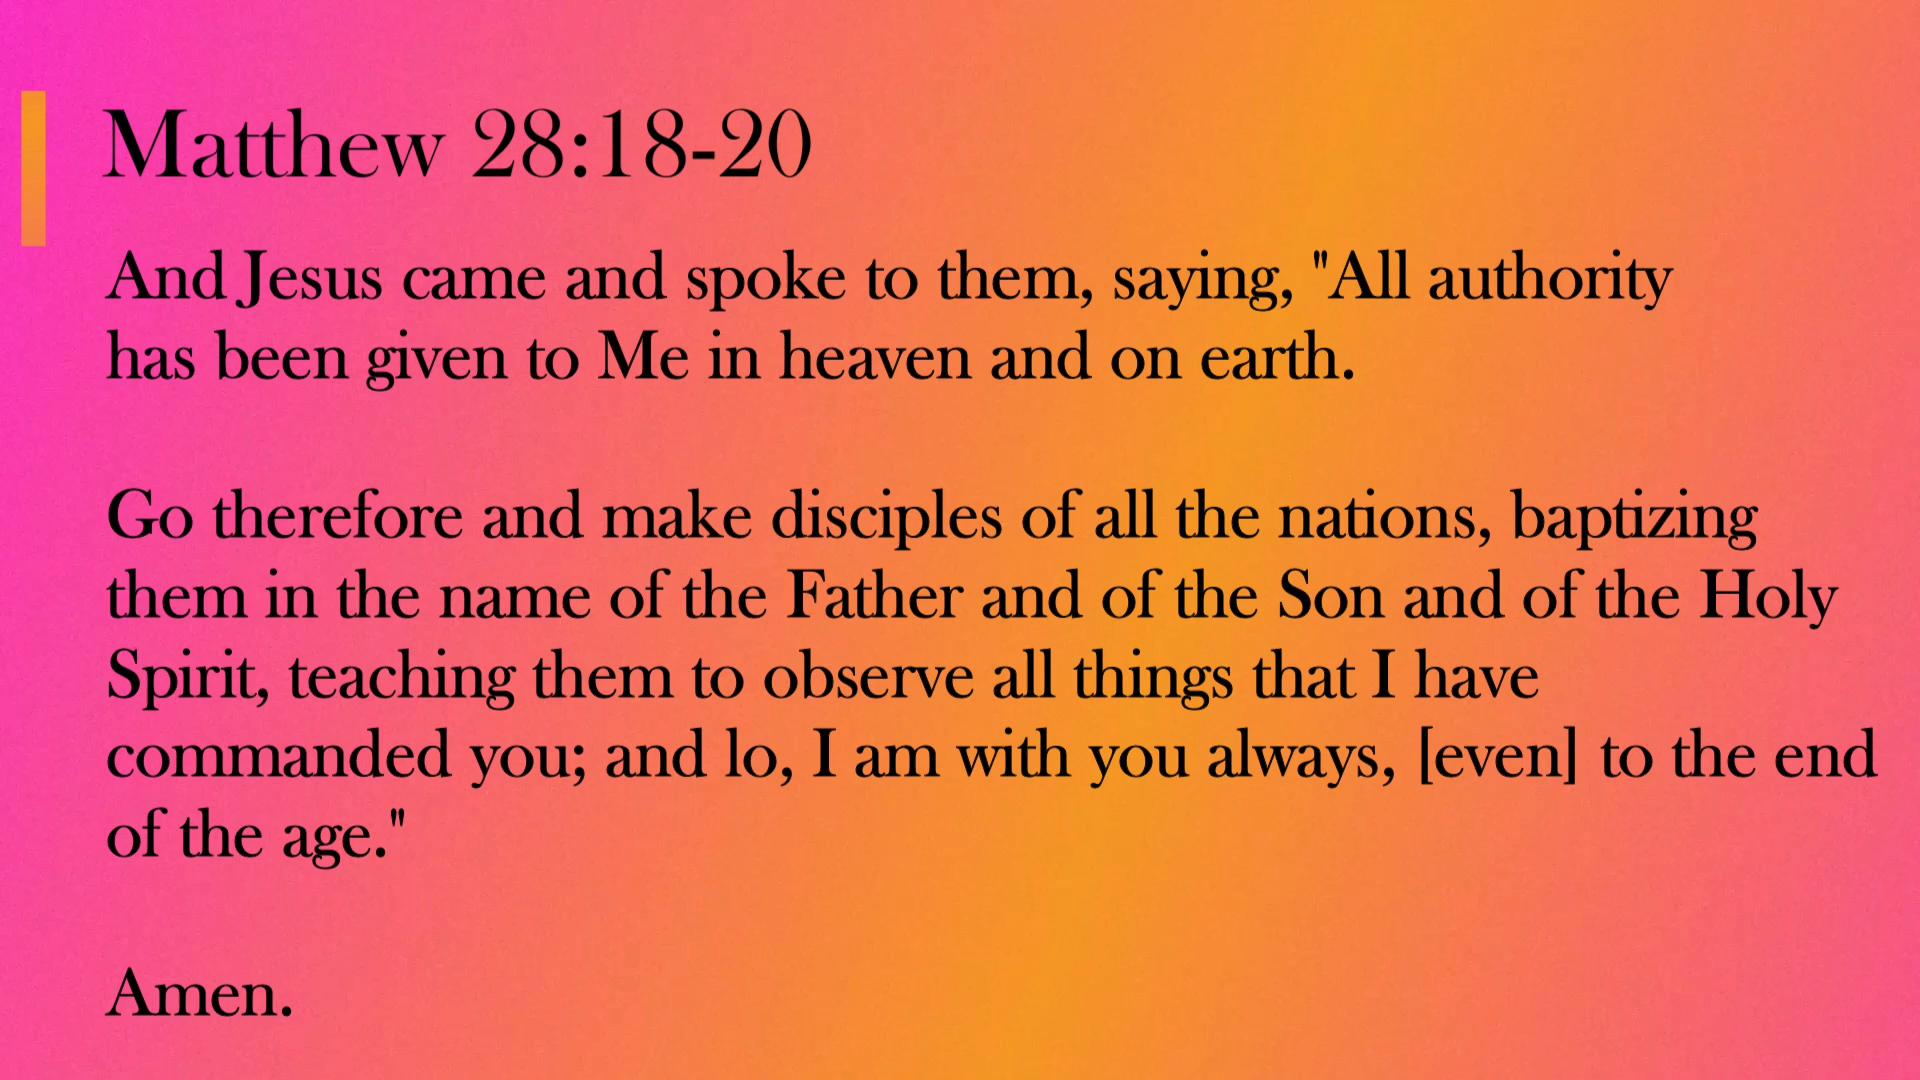 Matthew 28:18-20
And Jesus came and spoke to them, saying, "All authority
has been given to Me in heaven and on earth.
Go therefore and make disciples of all the nations, baptizing
them in the name of the Father and of the Son and of the Holy
Spirit, teaching them to observe all things that I have
commanded you; and lo, I am with you always, [even] to the end
of the age."
Amen.